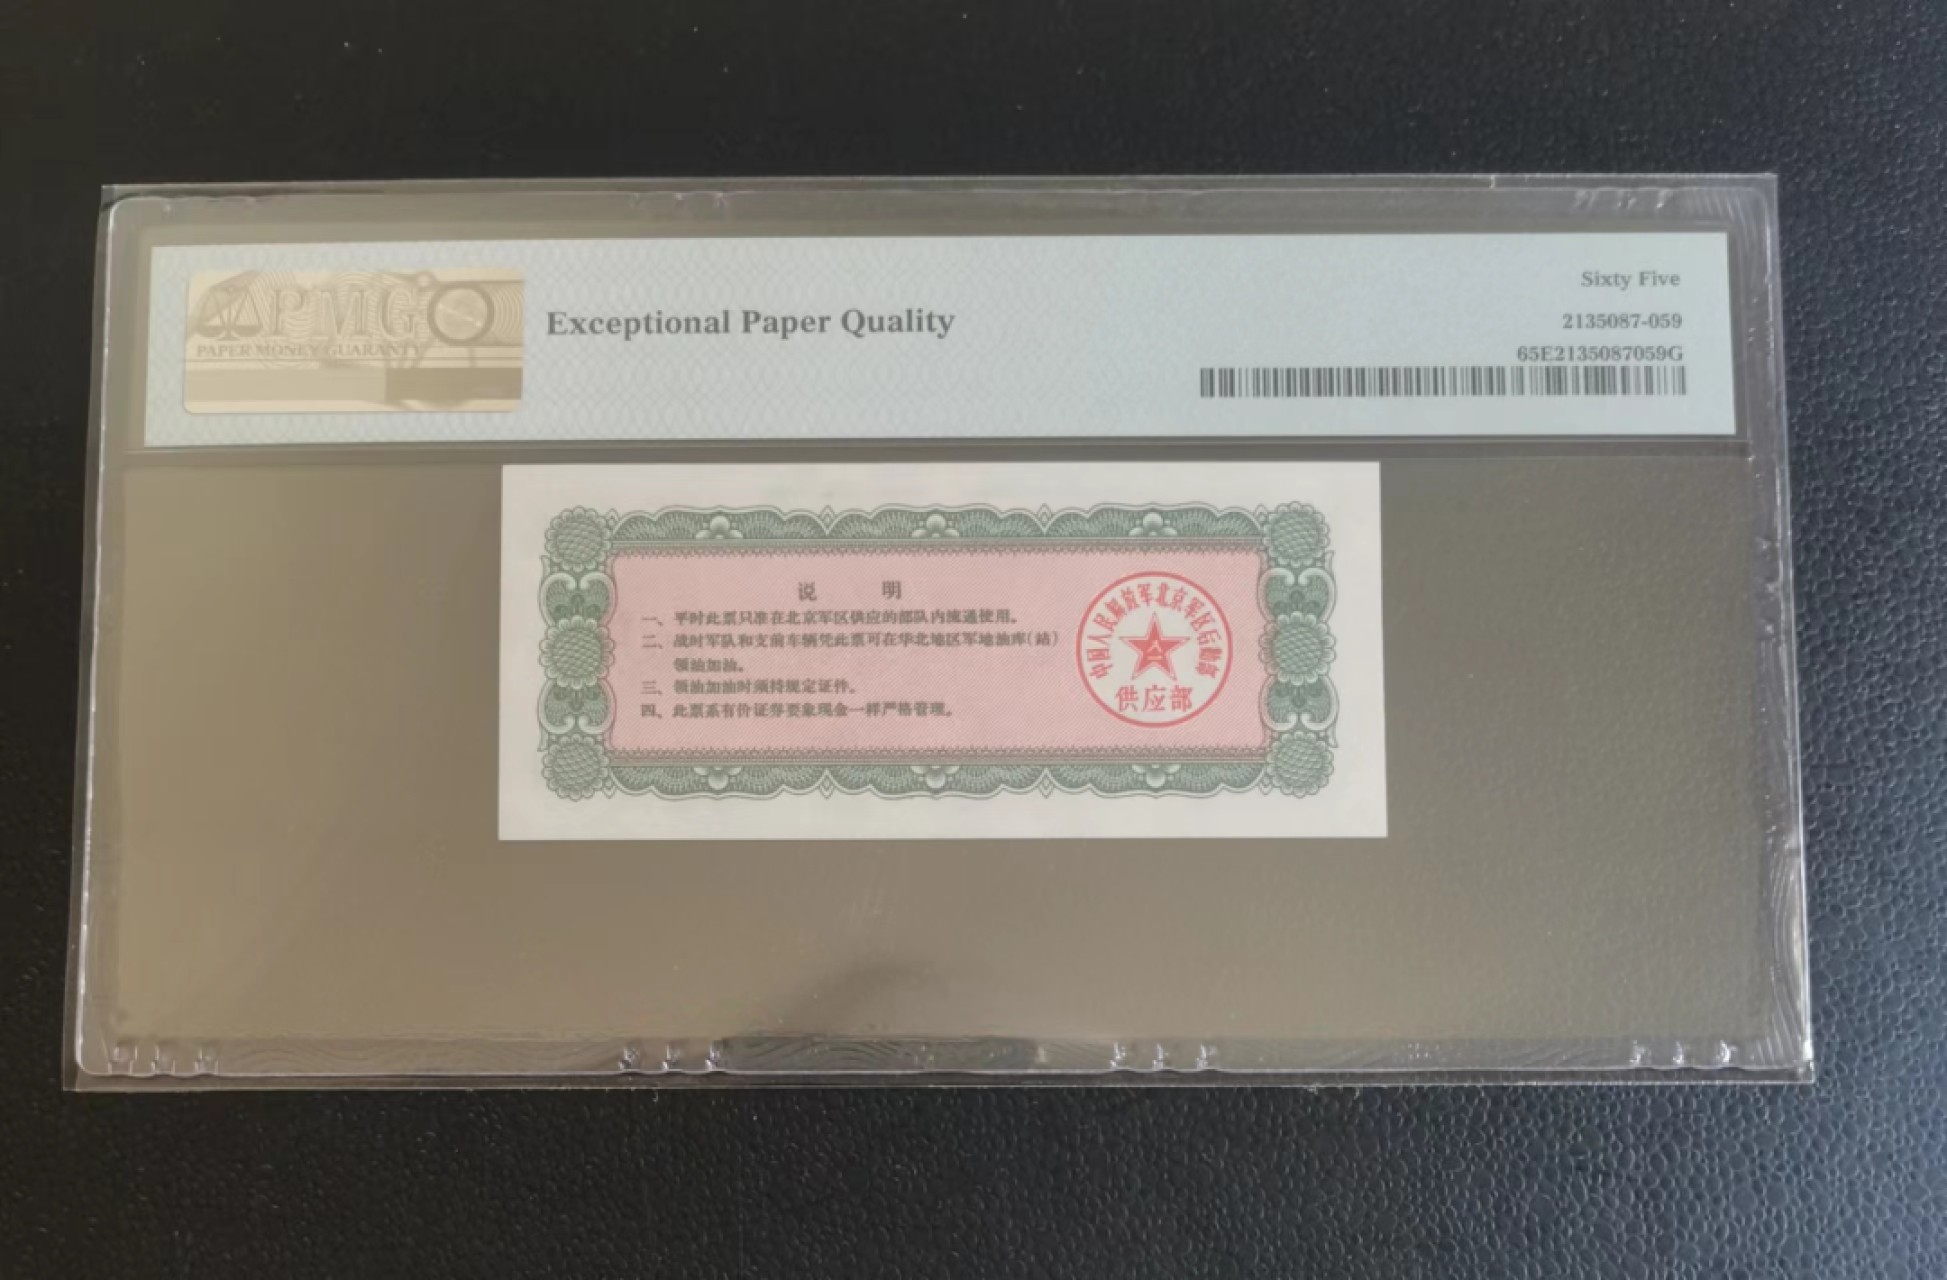 PMG
PAPER MONEY GUARANTY
Exceptional Paper Quality
Sixty Five
2135087-059
65E2135087059G
说 明
一、平时此票只准在北京军区供应的部队内流通使用。
二、战时军队和支前车辆凭此票可在华北地区军地油库(站)
领油加油。
三、领油加油时须持规定证件。
四、此票系有价证券要象现金一样严格管理。
中国人民解放军北京军区后勤部
八一
供应部